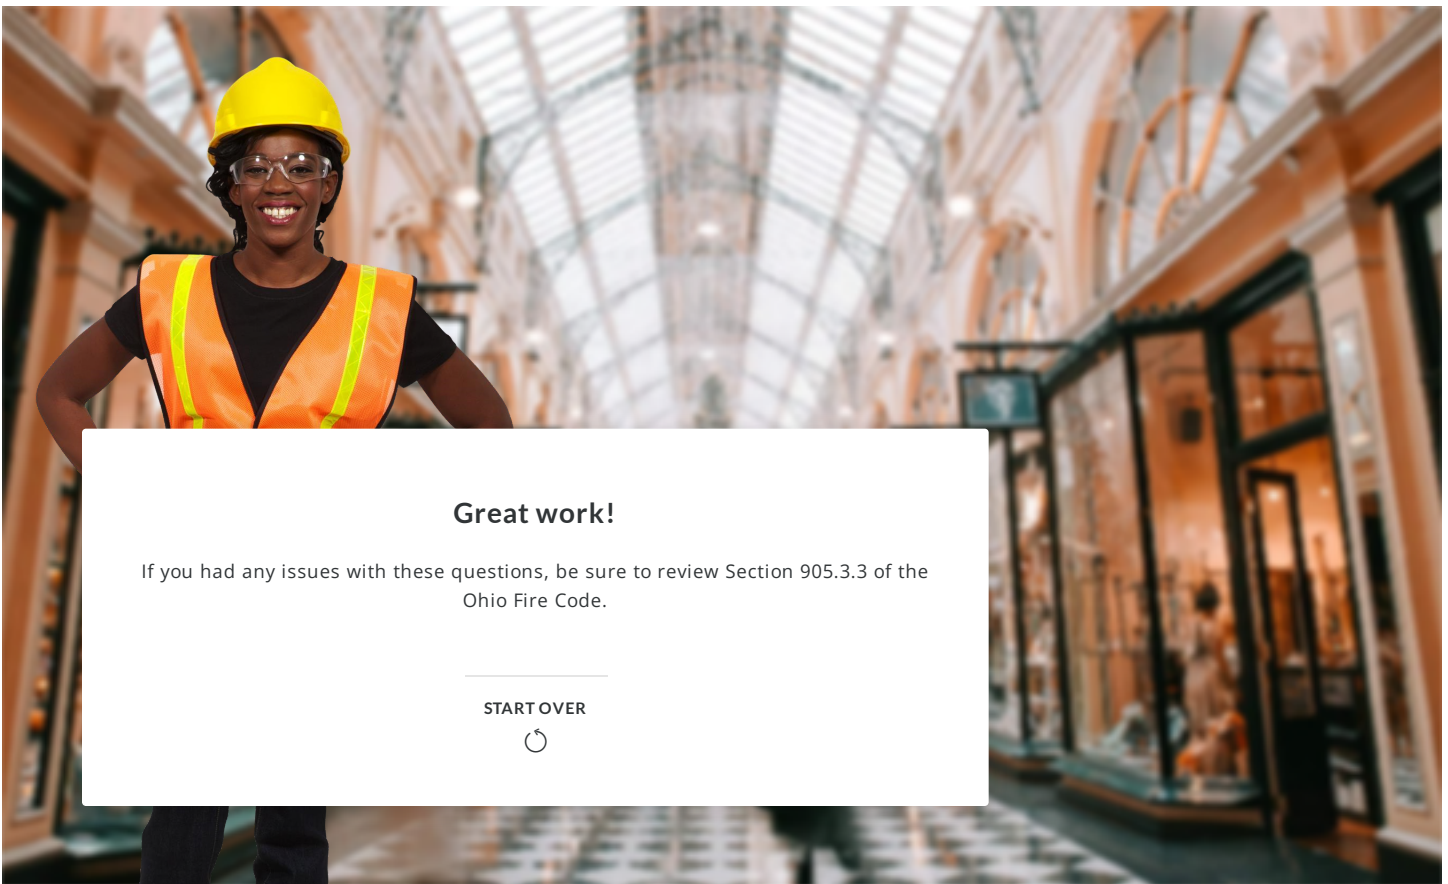 Great work!
If you had any issues with these questions, be sure to review Section 905.3.3 of the
Ohio Fire Code.
START OVER